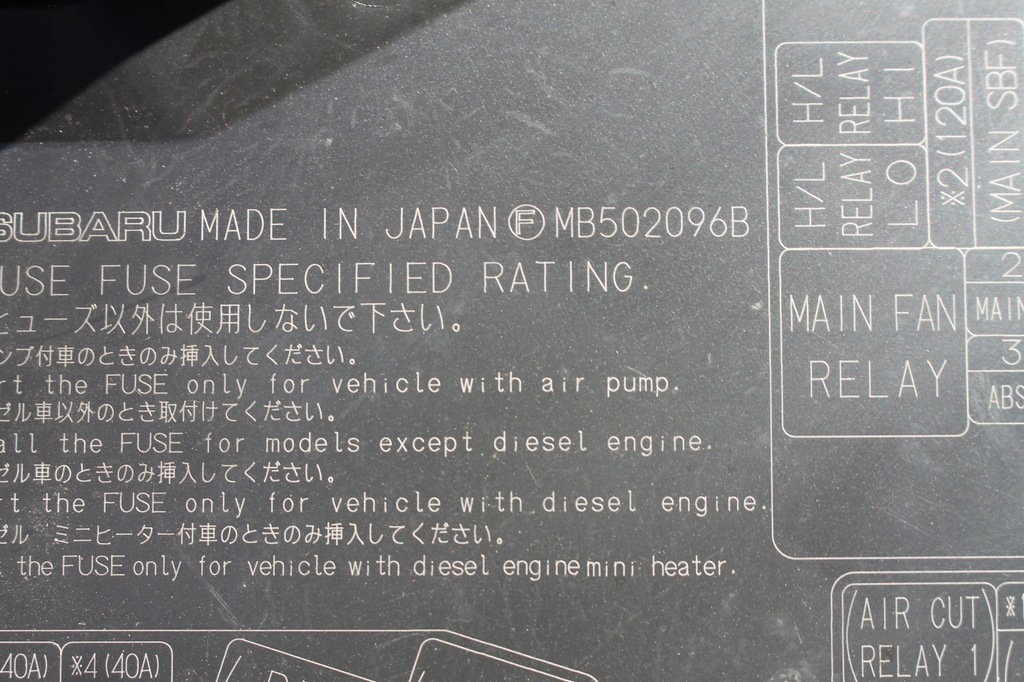 SUBARU MADE IN JAPAN Ⓕ MB502096B
USE FUSE SPECIFIED RATING.
ヒューズ以外は使用しないで下さい。
ンプ付車のときのみ挿入してください。
rt the FUSE only for vehicle with air pump.
ゼル車以外のとき取付けてください。
all the FUSE for models except diesel engine.
ゼル車のときのみ挿入してください。
rt the FUSE only for vehicle with diesel engine.
ゼル ミニヒーター付車のときのみ挿入してください。
the FUSE only for vehicle with diesel engine mini heater.
H/L
RELAY
HI
H/L
RELAY
LO
※2 (120A)
(MAIN SBF)
MAIN FAN
RELAY
2
MAIN
3
ABS
AIR CUT
RELAY 1
40A)
※4 (40A)